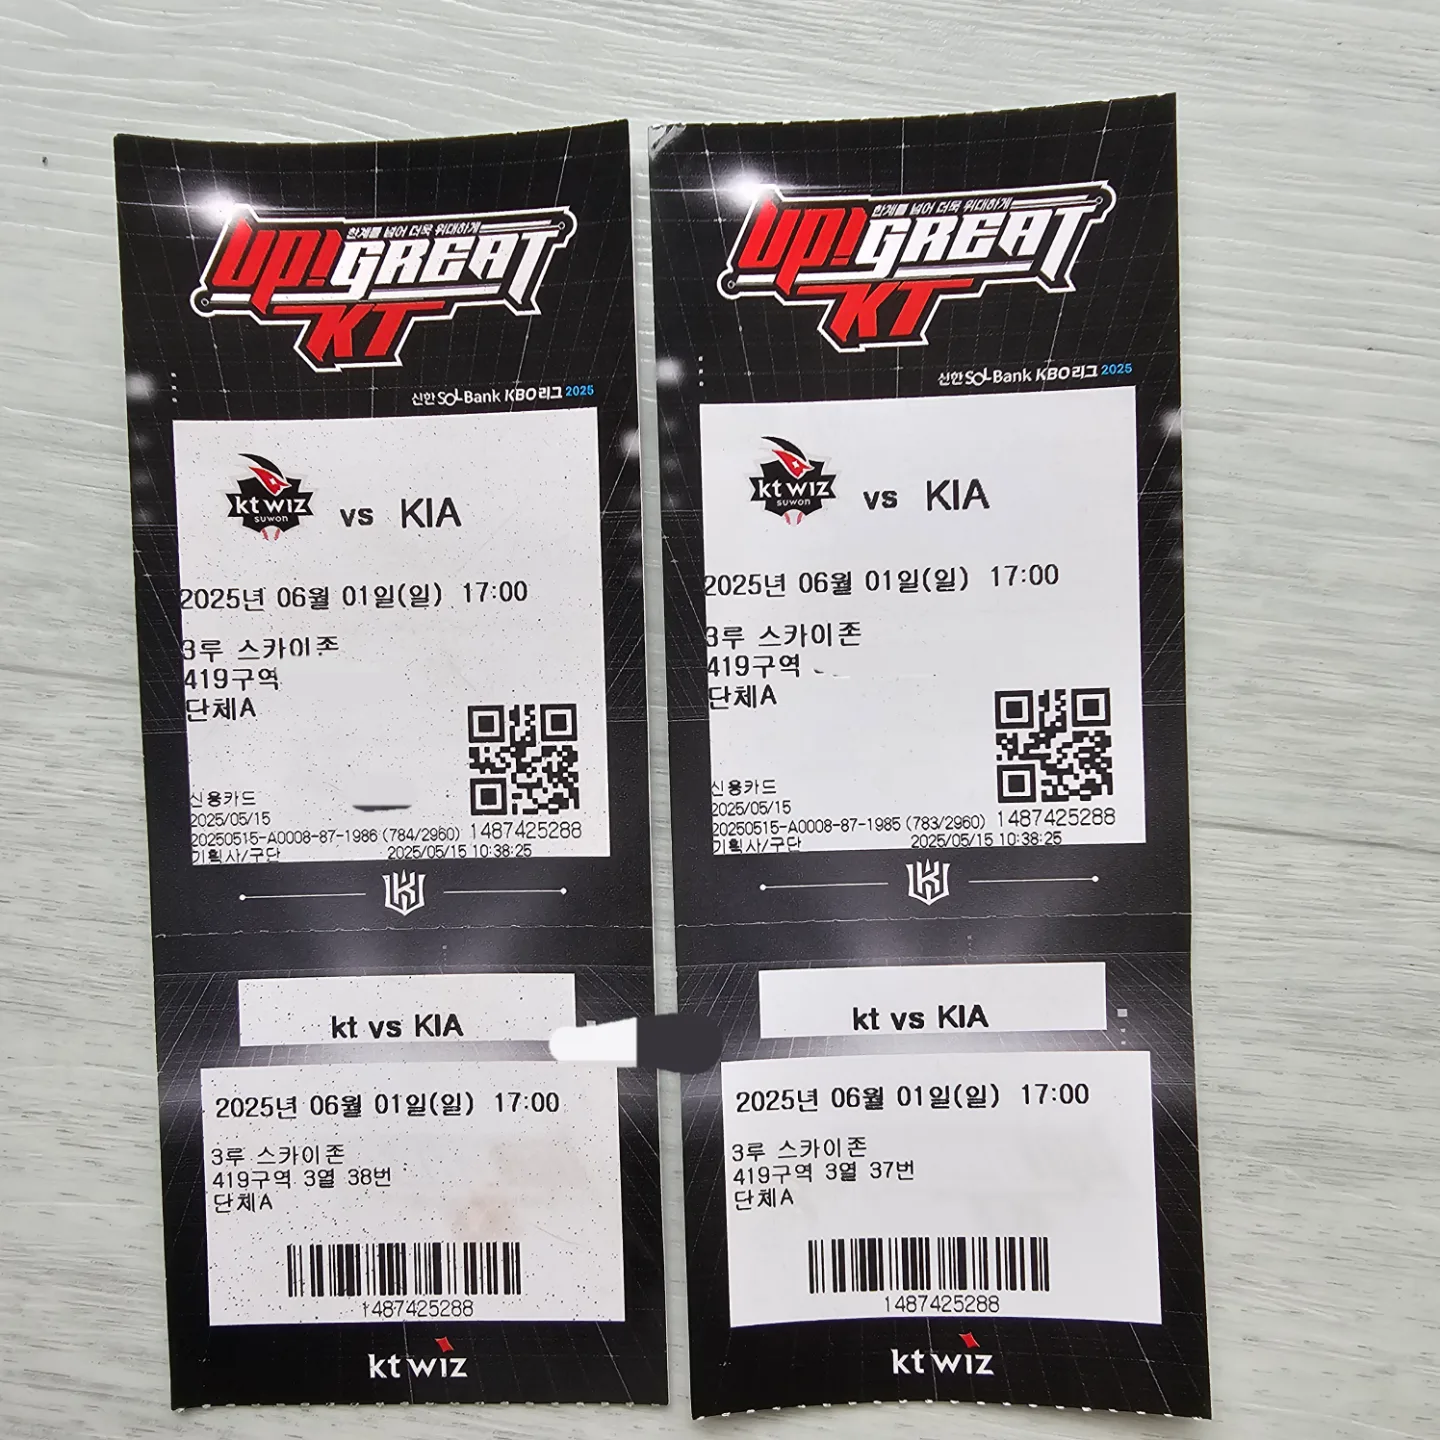 한계를 넘어 더욱 위대하게
UP! GREAT
KT
신한 SOL Bank KBO 리그 2025
kt wiz
suwon
vs KIA
2025년 06월 01일(일) 17:00
3루 스카이존
419구역
단체A
신용카드
2025/05/15
20250515-A0008-87-1986 (784/2960) 1487425288
기획사/구단 2025/05/15 10:38:25
kt vs KIA
2025년 06월 01일(일) 17:00
3루 스카이존
419구역 3열 38번
단체A
1487425288
kt wiz
한계를 넘어 더욱 위대하게
UP! GREAT
KT
신한 SOL Bank KBO 리그 2025
kt wiz
suwon
vs KIA
2025년 06월 01일(일) 17:00
3루 스카이존
419구역
단체A
신용카드
2025/05/15
20250515-A0008-87-1985 (783/2960) 1487425288
기획사/구단 2025/05/15 10:38:25
kt vs KIA
2025년 06월 01일(일) 17:00
3루 스카이존
419구역 3열 37번
단체A
1487425288
kt wiz